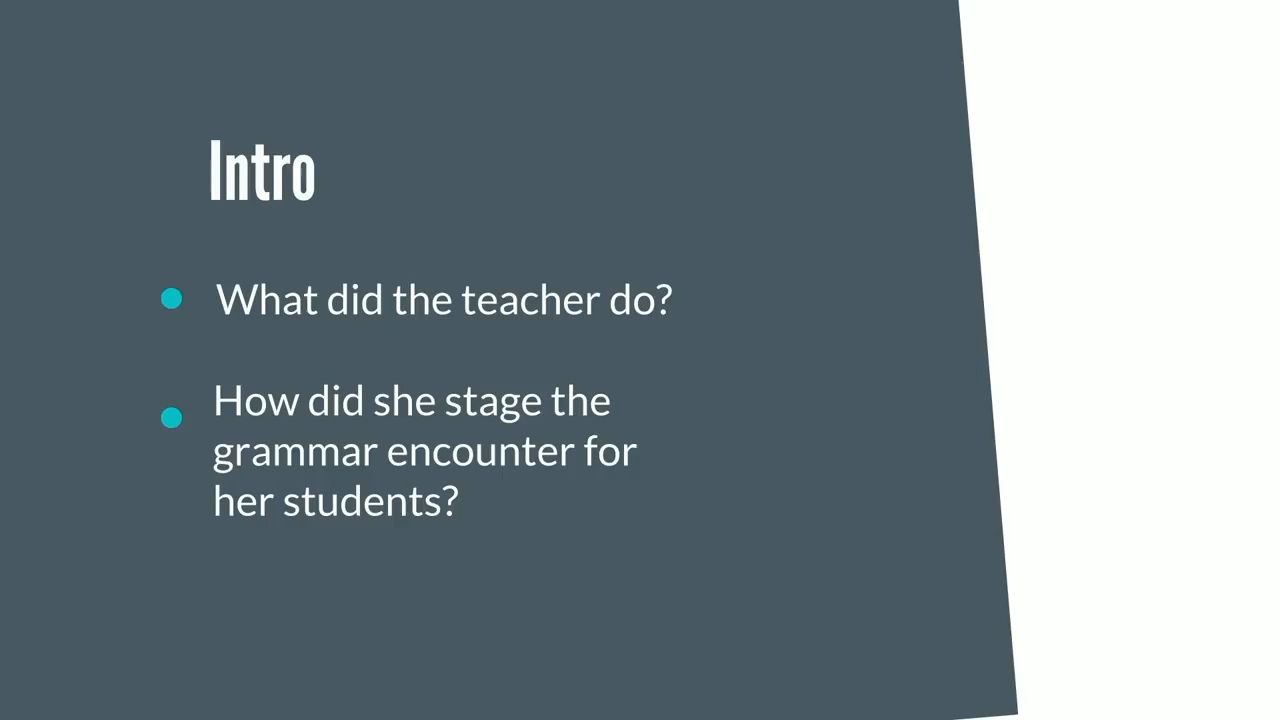 Intro
What did the teacher do?
How did she stage the
grammar encounter for
her students?